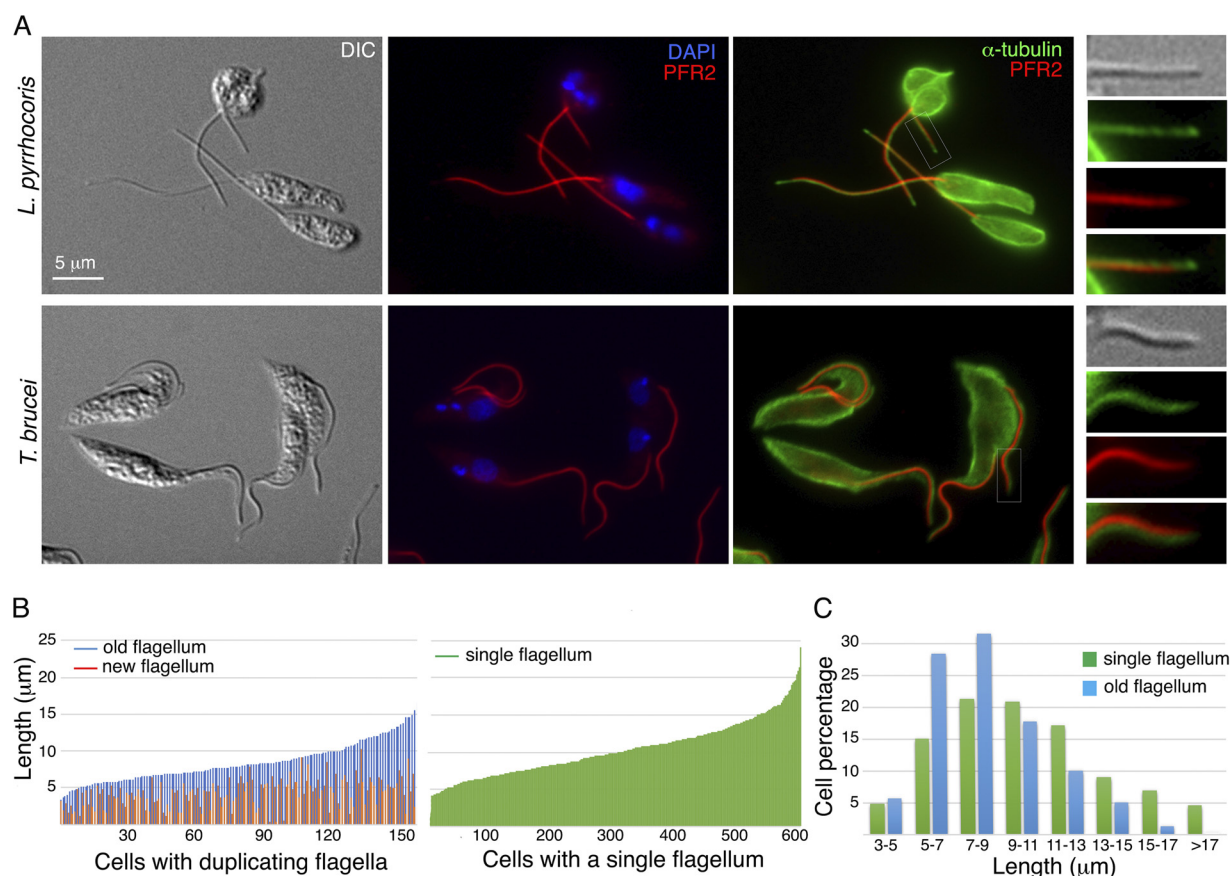 A
DIC
DAPI
PFR2
α-tubulin
PFR2
L. pyrrhocoris
5 μm
T. brucei
B
25
20
15
10
5
Length (μm)
old flagellum
new flagellum
30
60
90
120
150
Cells with duplicating flagella
single flagellum
100
200
300
400
500
600
Cells with a single flagellum
C
30
25
20
15
10
5
Cell percentage
single flagellum
old flagellum
3-5
5-7
7-9
9-11
11-13
13-15
15-17
>17
Length (μm)